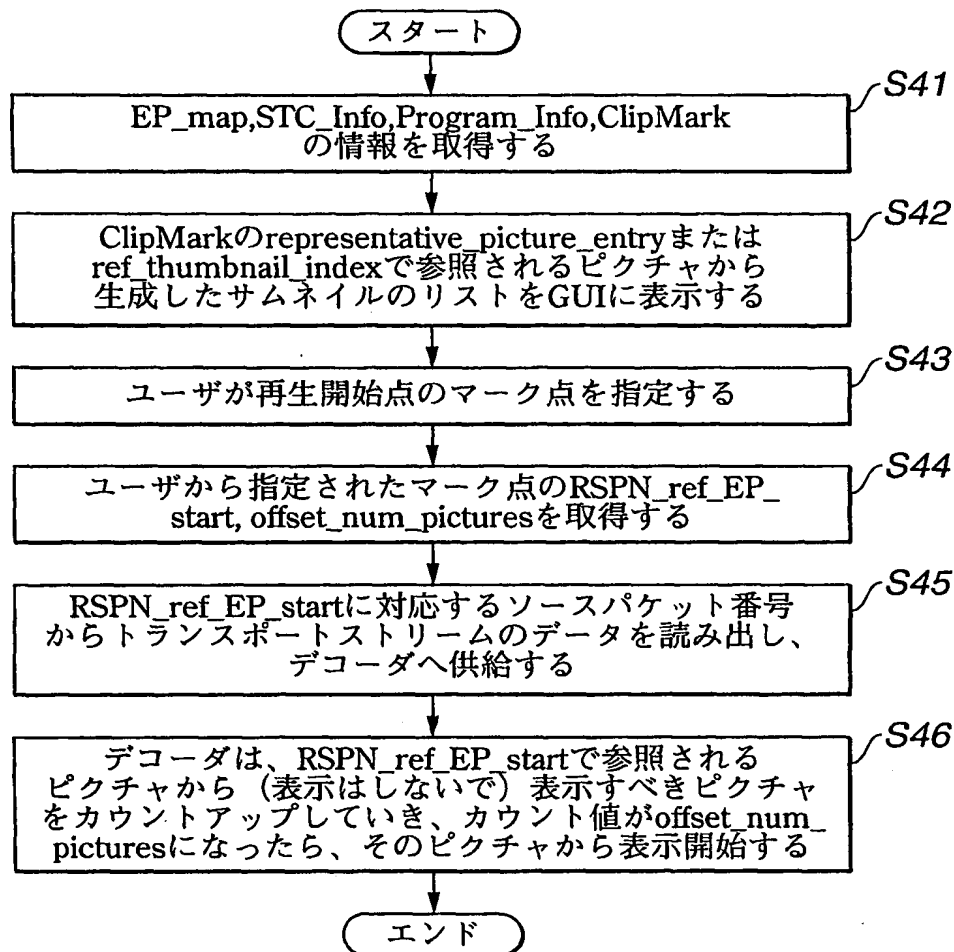 スタート
S41
EP_map,STC_Info,Program_Info,ClipMark
の情報を取得する
S42
ClipMarkのrepresentative_picture_entryまたは
ref_thumbnail_indexで参照されるピクチャから
生成したサムネイルのリストをGUIに表示する
S43
ユーザが再生開始点のマーク点を指定する
S44
ユーザから指定されたマーク点のRSPN_ref_EP_
start, offset_num_picturesを取得する
S45
RSPN_ref_EP_startに対応するソースパケット番号
からトランスポートストリームのデータを読み出し、
デコーダへ供給する
S46
デコーダは、RSPN_ref_EP_startで参照される
ピクチャから（表示はしないで）表示すべきピクチャ
をカウントアップしていき、カウント値がoffset_num_
picturesになったら、そのピクチャから表示開始する
エンド